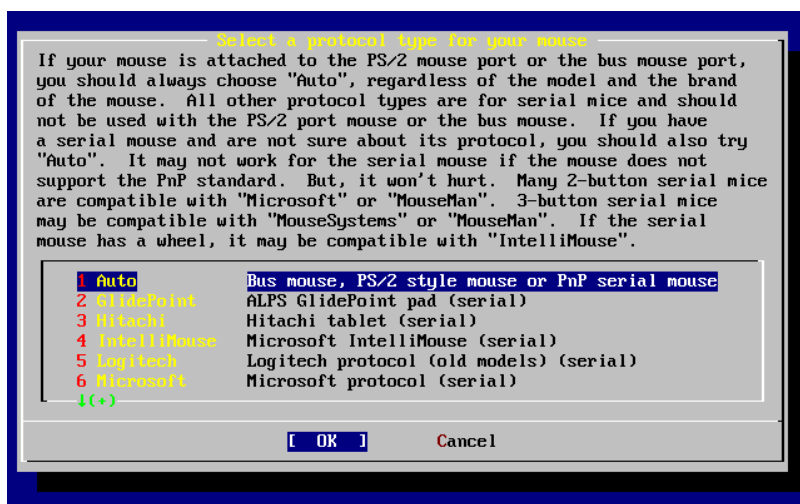 Select a protocol type for your mouse
If your mouse is attached to the PS/2 mouse port or the bus mouse port,
you should always choose "Auto", regardless of the model and the brand
of the mouse.  All other protocol types are for serial mice and should
not be used with the PS/2 port mouse or the bus mouse.  If you have
a serial mouse and are not sure about its protocol, you should also try
"Auto".  It may not work for the serial mouse if the mouse does not
support the PnP standard.  But, it won't hurt.  Many 2-button serial mice
are compatible with "Microsoft" or "MouseMan".  3-button serial mice
may be compatible with "MouseSystems" or "MouseMan".  If the serial
mouse has a wheel, it may be compatible with "IntelliMouse".
1 Auto Bus mouse, PS/2 style mouse or PnP serial mouse
2 GlidePoint ALPS GlidePoint pad (serial)
3 Hitachi Hitachi tablet (serial)
4 IntelliMouse Microsoft IntelliMouse (serial)
5 Logitech Logitech protocol (old models) (serial)
6 Microsoft Microsoft protocol (serial)
↓(+)
[ OK ] Cancel